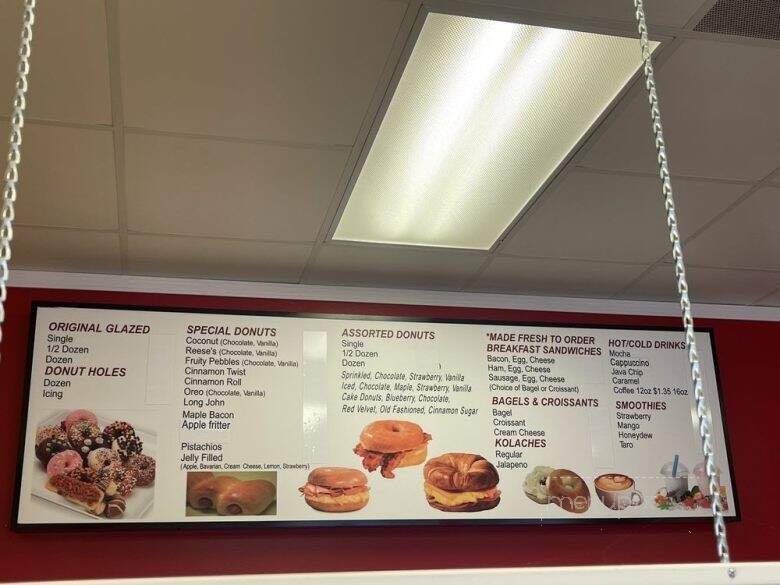 ORIGINAL GLAZED
Single
1/2 Dozen
Dozen
DONUT HOLES
Dozen
Icing
SPECIAL DONUTS
Coconut (Chocolate, Vanilla)
Reese's (Chocolate, Vanilla)
Fruity Pebbles (Chocolate, Vanilla)
Cinnamon Twist
Cinnamon Roll
Oreo (Chocolate, Vanilla)
Long John
Maple Bacon
Apple fritter
Pistachios
Jelly Filled
(Apple, Bavarian, Cream Cheese, Lemon, Strawberry)
ASSORTED DONUTS
Single
1/2 Dozen
Dozen
Sprinkled, Chocolate, Strawberry, Vanilla
Iced, Chocolate, Maple, Strawberry, Vanilla
Cake Donuts, Blueberry, Chocolate,
Red Velvet, Old Fashioned, Cinnamon Sugar
*MADE FRESH TO ORDER
BREAKFAST SANDWICHES
Bacon, Egg, Cheese
Ham, Egg, Cheese
Sausage, Egg, Cheese
(Choice of Bagel or Croissant)
BAGELS & CROISSANTS
Bagel
Croissant
Cream Cheese
KOLACHES
Regular
Jalapeno
HOT/COLD DRINKS
Mocha
Cappuccino
Java Chip
Caramel
Coffee 12oz $1.35 16oz
SMOOTHIES
Strawberry
Mango
Honeydew
Taro